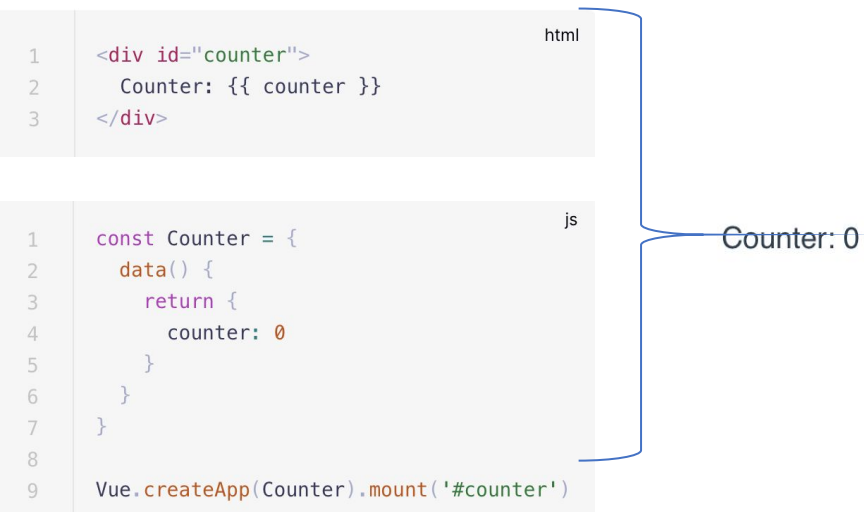 html
1 <div id="counter">
2   Counter: {{ counter }}
3 </div>
js
1 const Counter = {
2   data() {
3     return {
4       counter: 0
5     }
6   }
7 }
8
9 Vue.createApp(Counter).mount('#counter')
Counter: 0